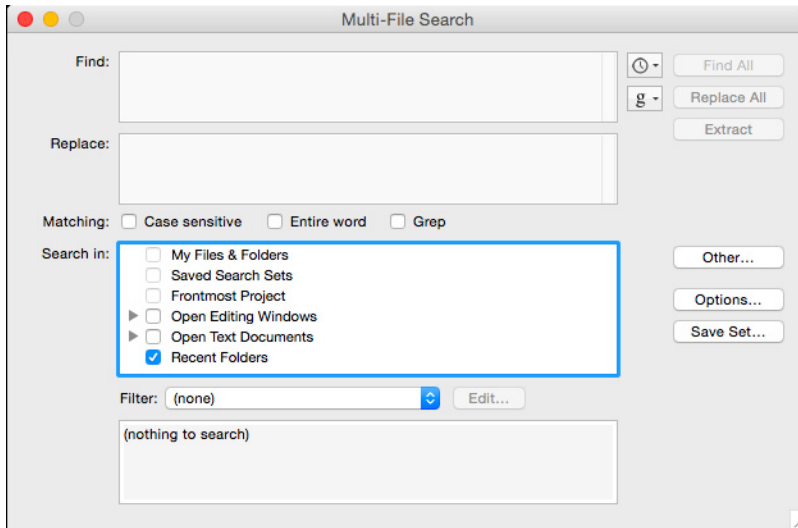 Multi-File Search
Find:
Find All
g
Replace All
Extract
Replace:
Matching: Case sensitive Entire word Grep
Search in:
My Files & Folders
Other...
Saved Search Sets
Frontmost Project
Options...
Open Editing Windows
Open Text Documents
Save Set...
Recent Folders
Filter: (none) Edit...
(nothing to search)